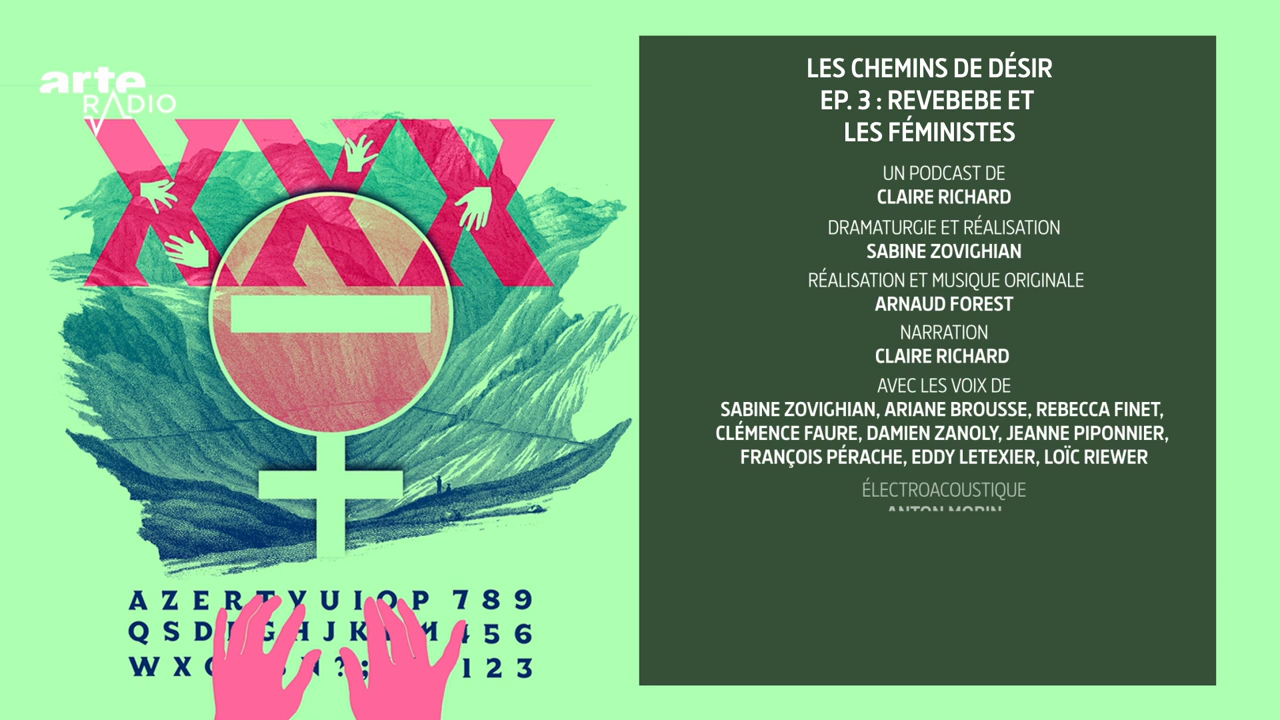 arte
RADIO
XXX
LES CHEMINS DE DÉSIR
EP. 3 : REVEBEBE ET
LES FÉMINISTES
UN PODCAST DE
CLAIRE RICHARD
DRAMATURGIE ET RÉALISATION
SABINE ZOVIGHIAN
RÉALISATION ET MUSIQUE ORIGINALE
ARNAUD FOREST
NARRATION
CLAIRE RICHARD
AVEC LES VOIX DE
SABINE ZOVIGHIAN, ARIANE BROUSSE, REBECCA FINET,
CLÉMENCE FAURE, DAMIEN ZANOLY, JEANNE PIPONNIER,
FRANÇOIS PÉRACHE, EDDY LETEXIER, LOÏC RIEWER
ÉLECTROACOUSTIQUE
A Z E R T Y U I O P 7 8 9
Q S D F G H J K L M 4 5 6
W X C N ? ; 1 2 3